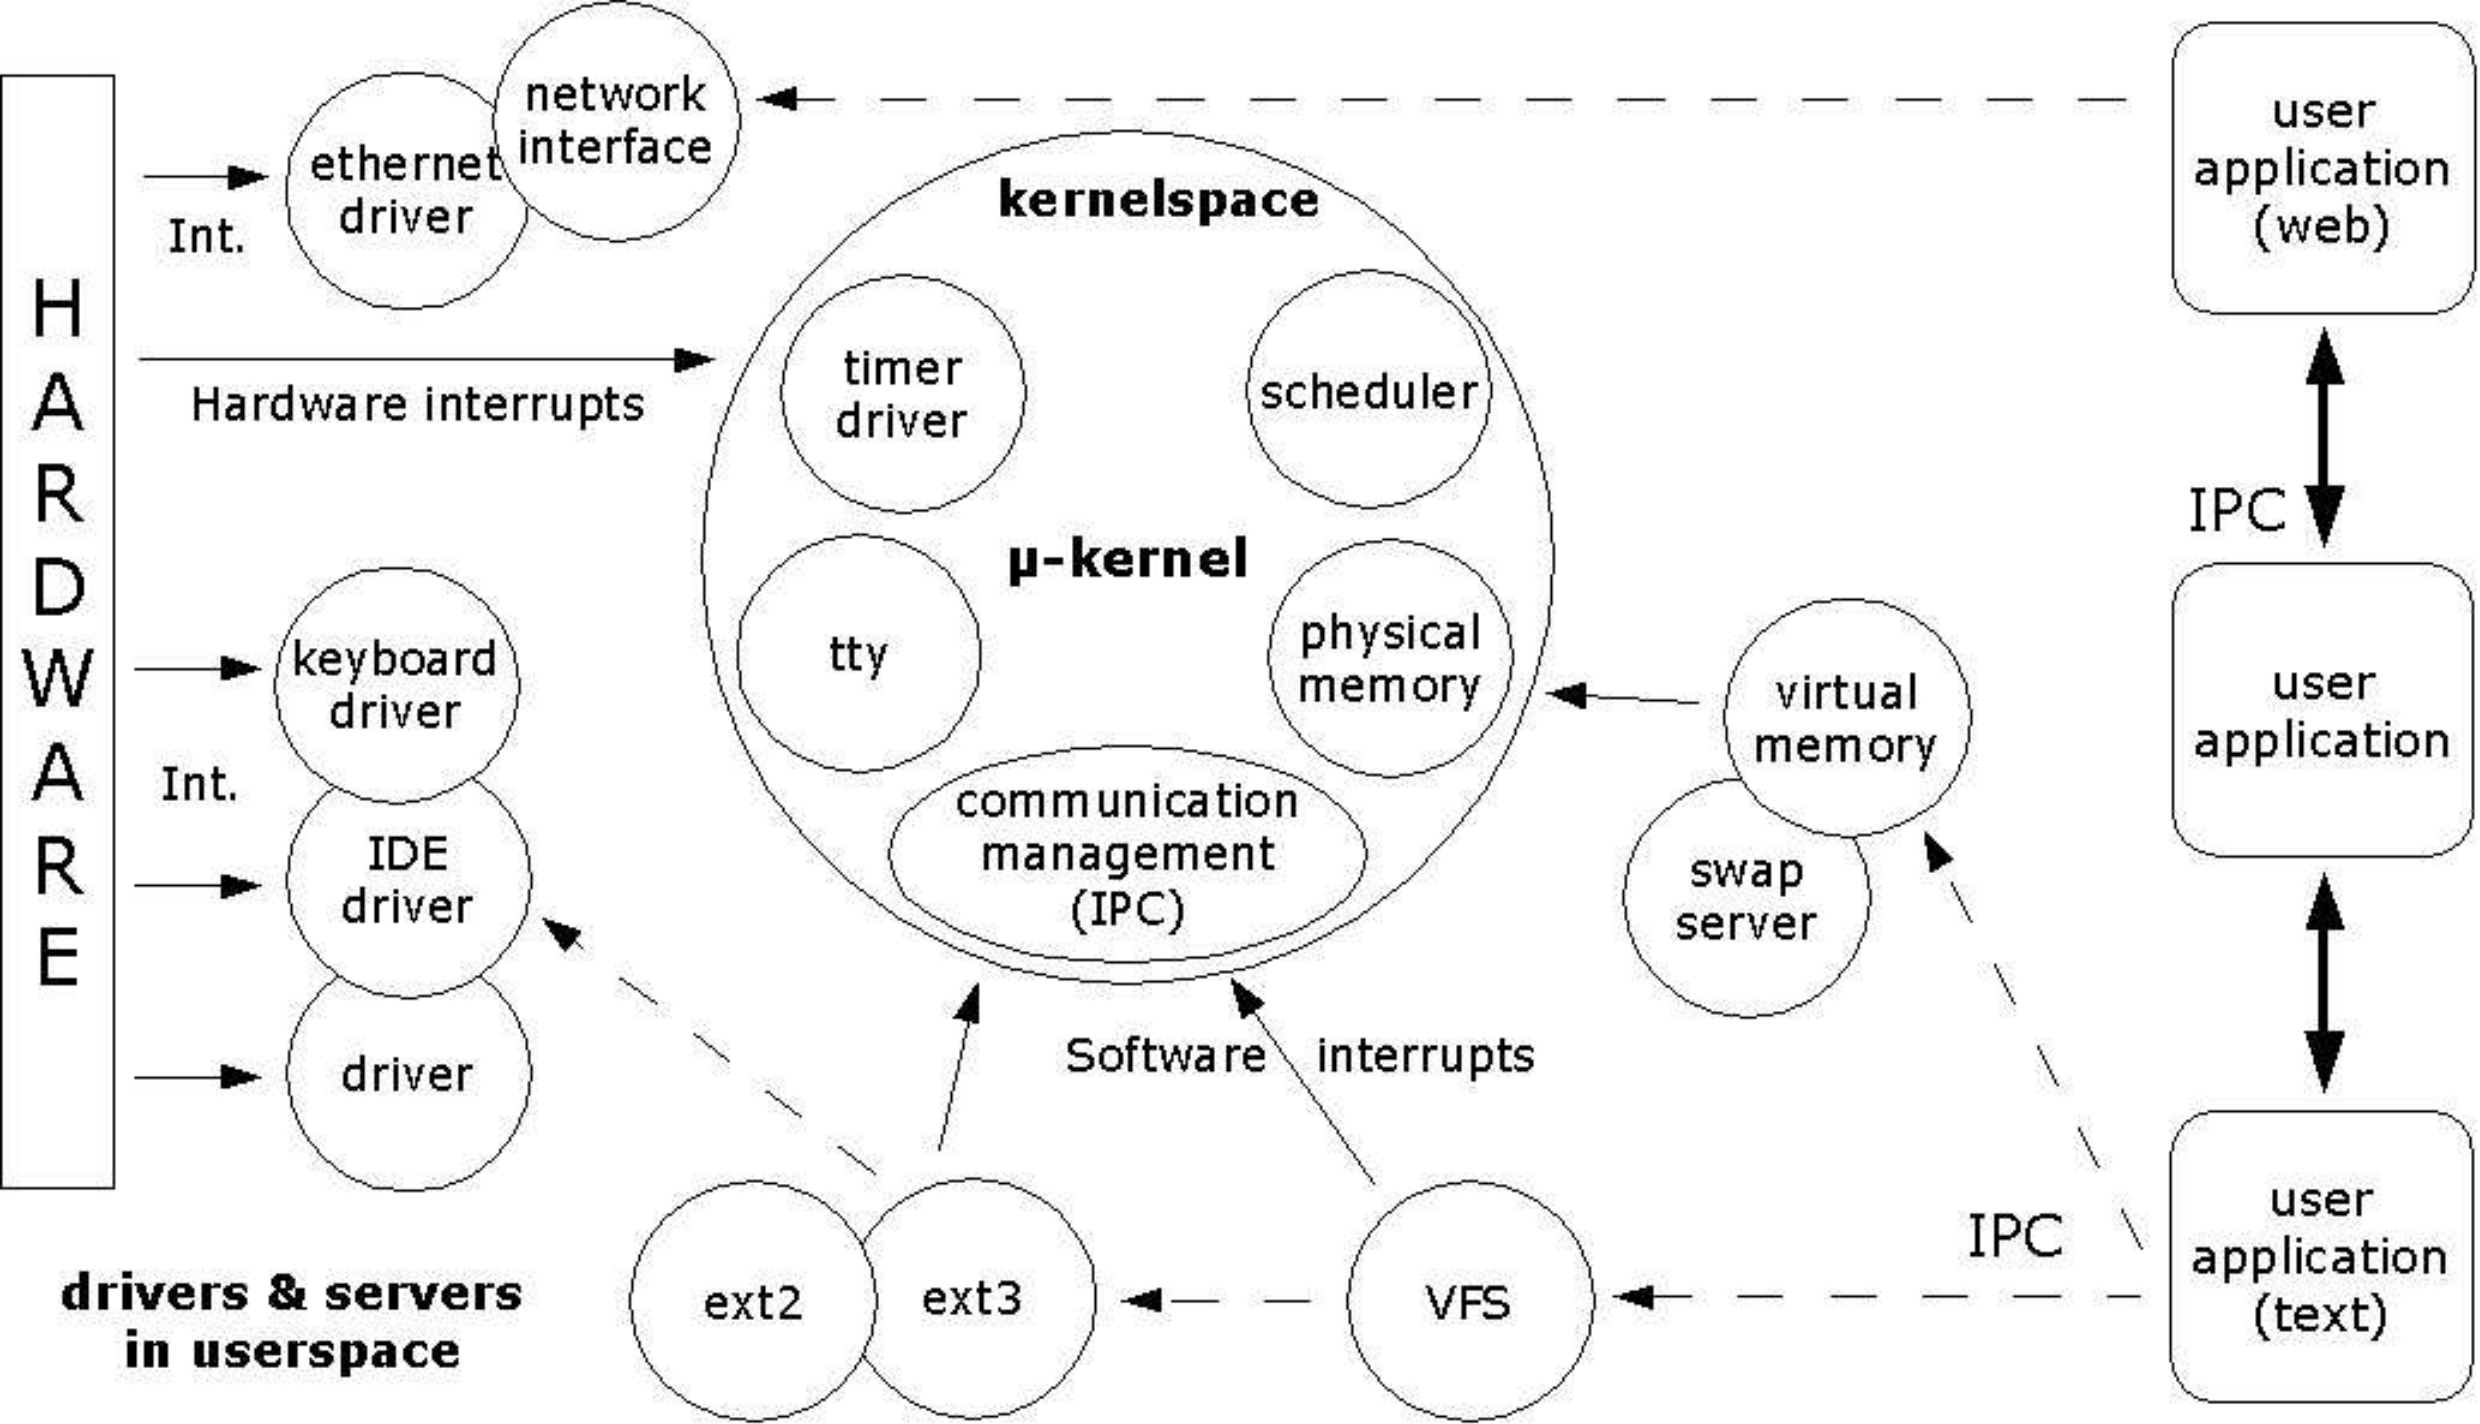 HARDWARE
network
interface
ethernet
driver
Int.
Hardware interrupts
keyboard
driver
Int.
IDE
driver
driver
drivers & servers
in userspace
kernelspace
timer
driver
scheduler
µ-kernel
tty
physical
memory
communication
management
(IPC)
Software interrupts
virtual
memory
swap
server
ext2
ext3
VFS
IPC
user
application
(web)
IPC
user
application
user
application
(text)